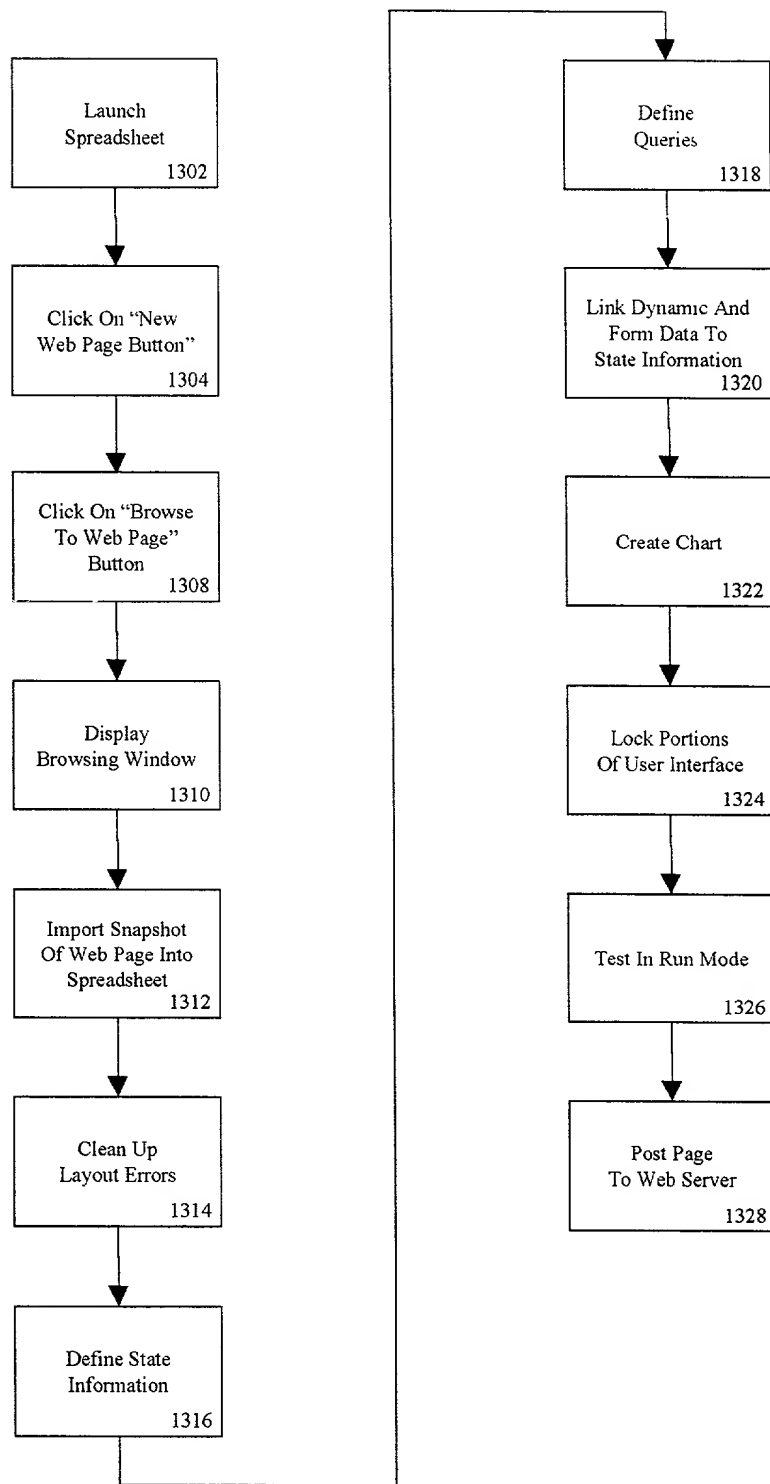 Launch
Spreadsheet
1302
Click On “New
Web Page Button”
1304
Click On “Browse
To Web Page”
Button
1308
Display
Browsing Window
1310
Import Snapshot
Of Web Page Into
Spreadsheet
1312
Clean Up
Layout Errors
1314
Define State
Information
1316
Define
Queries
1318
Link Dynamic And
Form Data To
State Information
1320
Create Chart
1322
Lock Portions
Of User Interface
1324
Test In Run Mode
1326
Post Page
To Web Server
1328